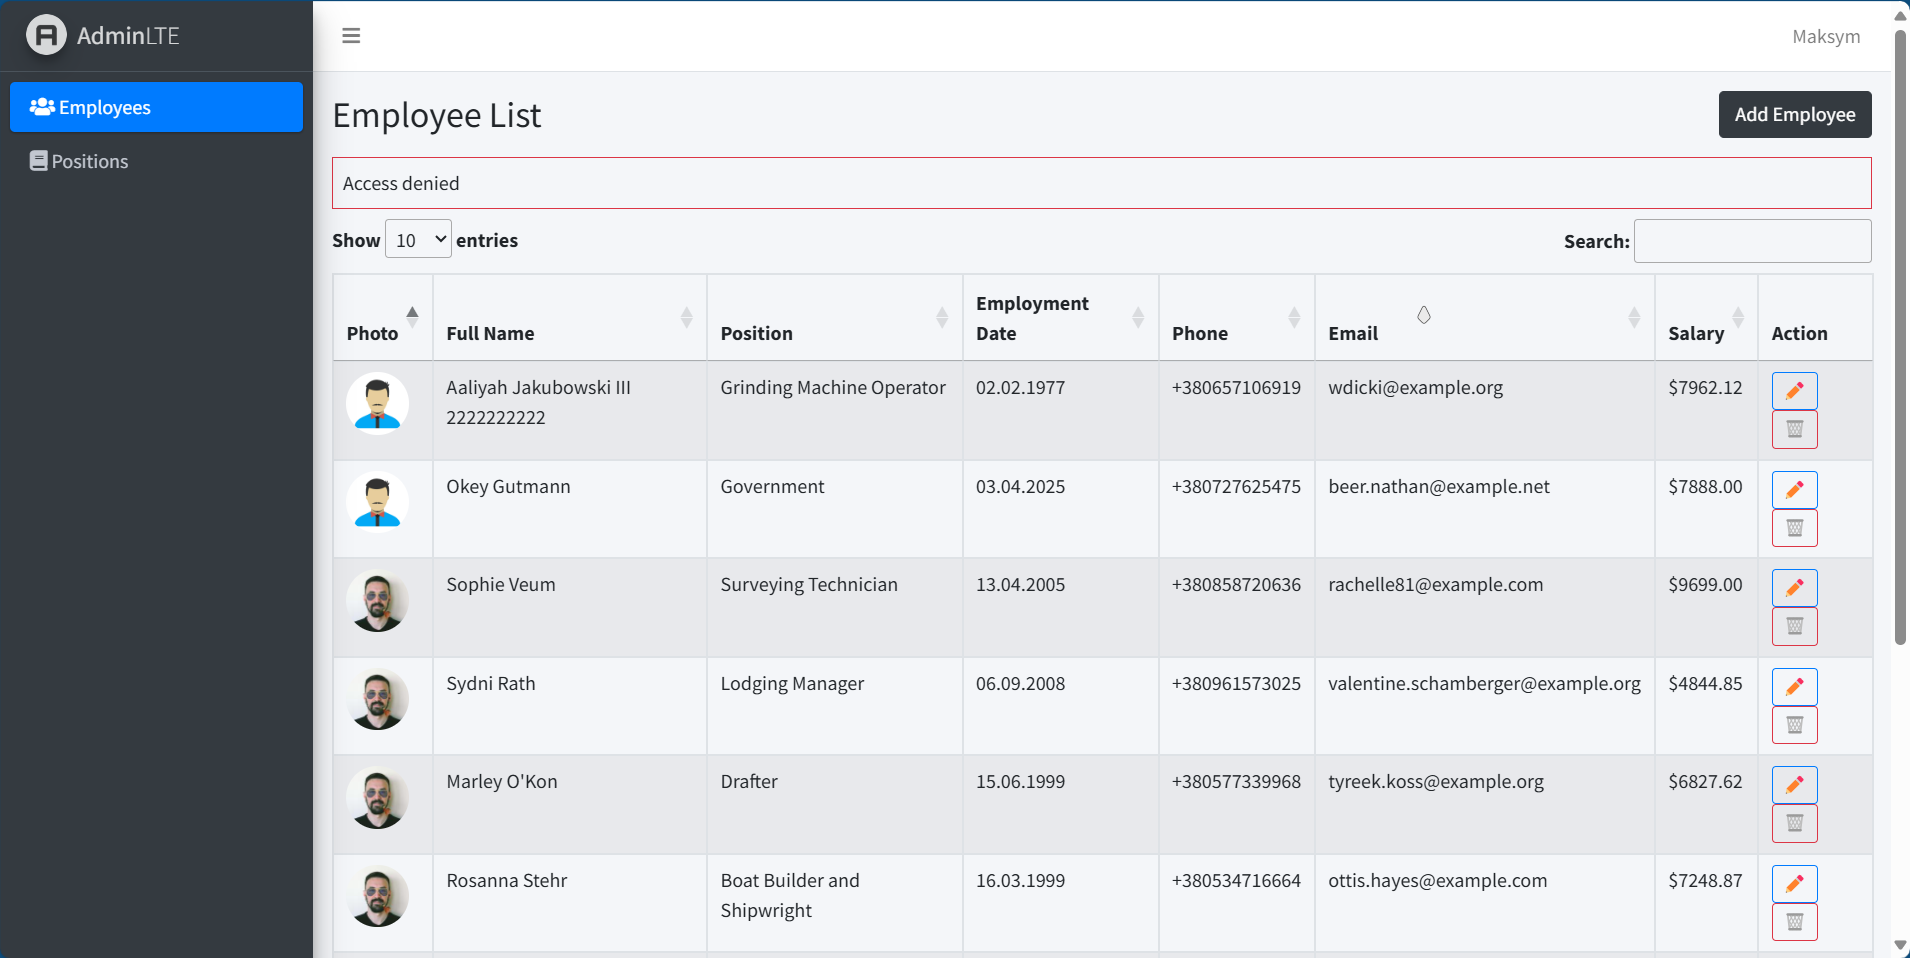 AdminLTE
Maksym
Employees
Positions
Employee List
Add Employee
Access denied
Show 10 entries
Search:
Photo Full Name Position Employment Date Phone Email Salary Action
Aaliyah Jakubowski III 2222222222 Grinding Machine Operator 02.02.1977 +380657106919 wdicki@example.org $7962.12
Okey Gutmann Government 03.04.2025 +380727625475 beer.nathan@example.net $7888.00
Sophie Veum Surveying Technician 13.04.2005 +380858720636 rachelle81@example.com $9699.00
Sydni Rath Lodging Manager 06.09.2008 +380961573025 valentine.schamberger@example.org $4844.85
Marley O'Kon Drafter 15.06.1999 +380577339968 tyreek.koss@example.org $6827.62
Rosanna Stehr Boat Builder and Shipwright 16.03.1999 +380534716664 ottis.hayes@example.com $7248.87